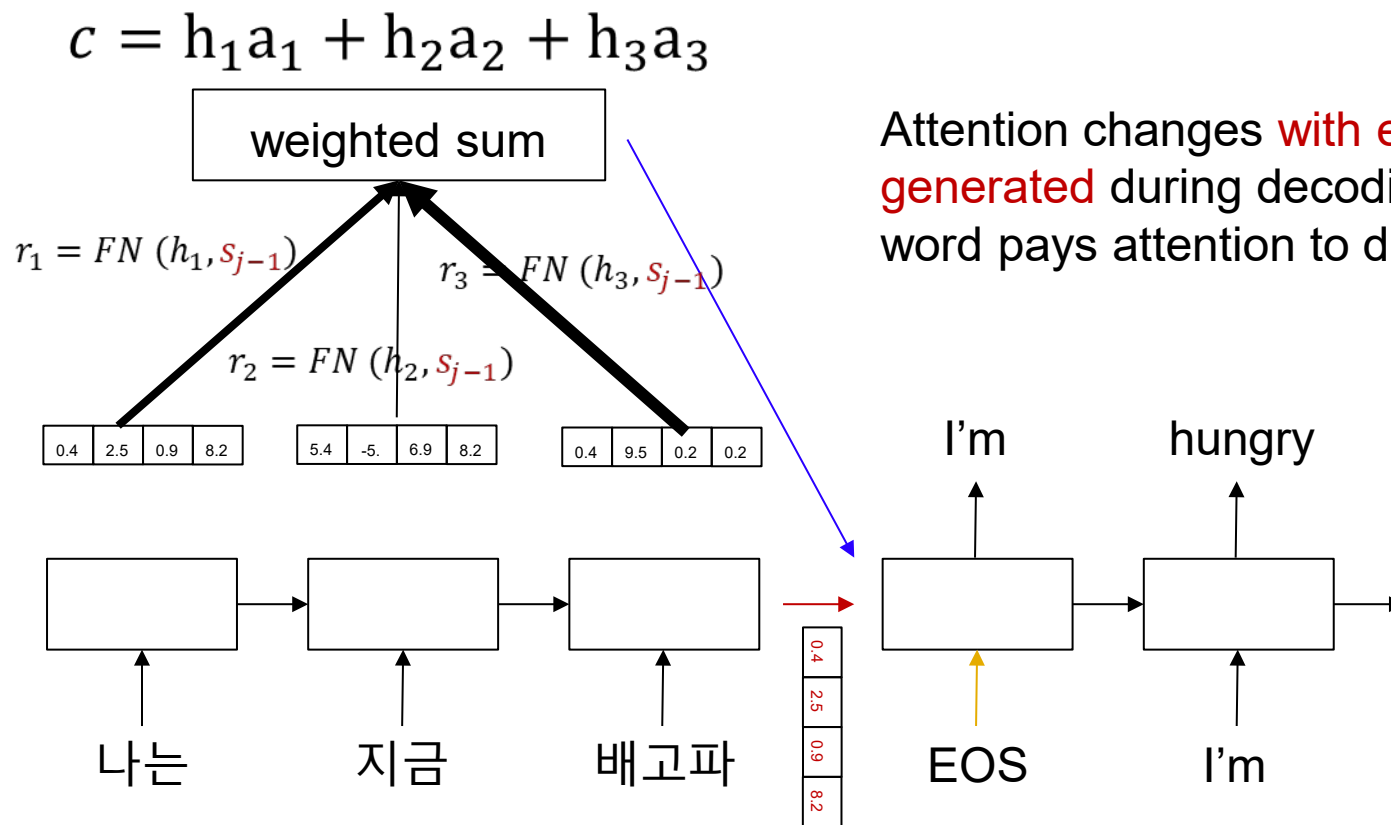 c = h₁a₁ + h₂a₂ + h₃a₃
weighted sum
Attention changes with
generated during
word pays attention to
r₁ = FN (h₁, sⱼ₋₁)
r₃ = FN (h₃, sⱼ₋₁)
r₂ = FN (h₂, sⱼ₋₁)
0.4 2.5 0.9 8.2
5.4 -5. 6.9 8.2
0.4 9.5 0.2 0.2
I’m hungry
0.4 2.5 0.9 8.2
나는 지금 배고파 EOS I’m